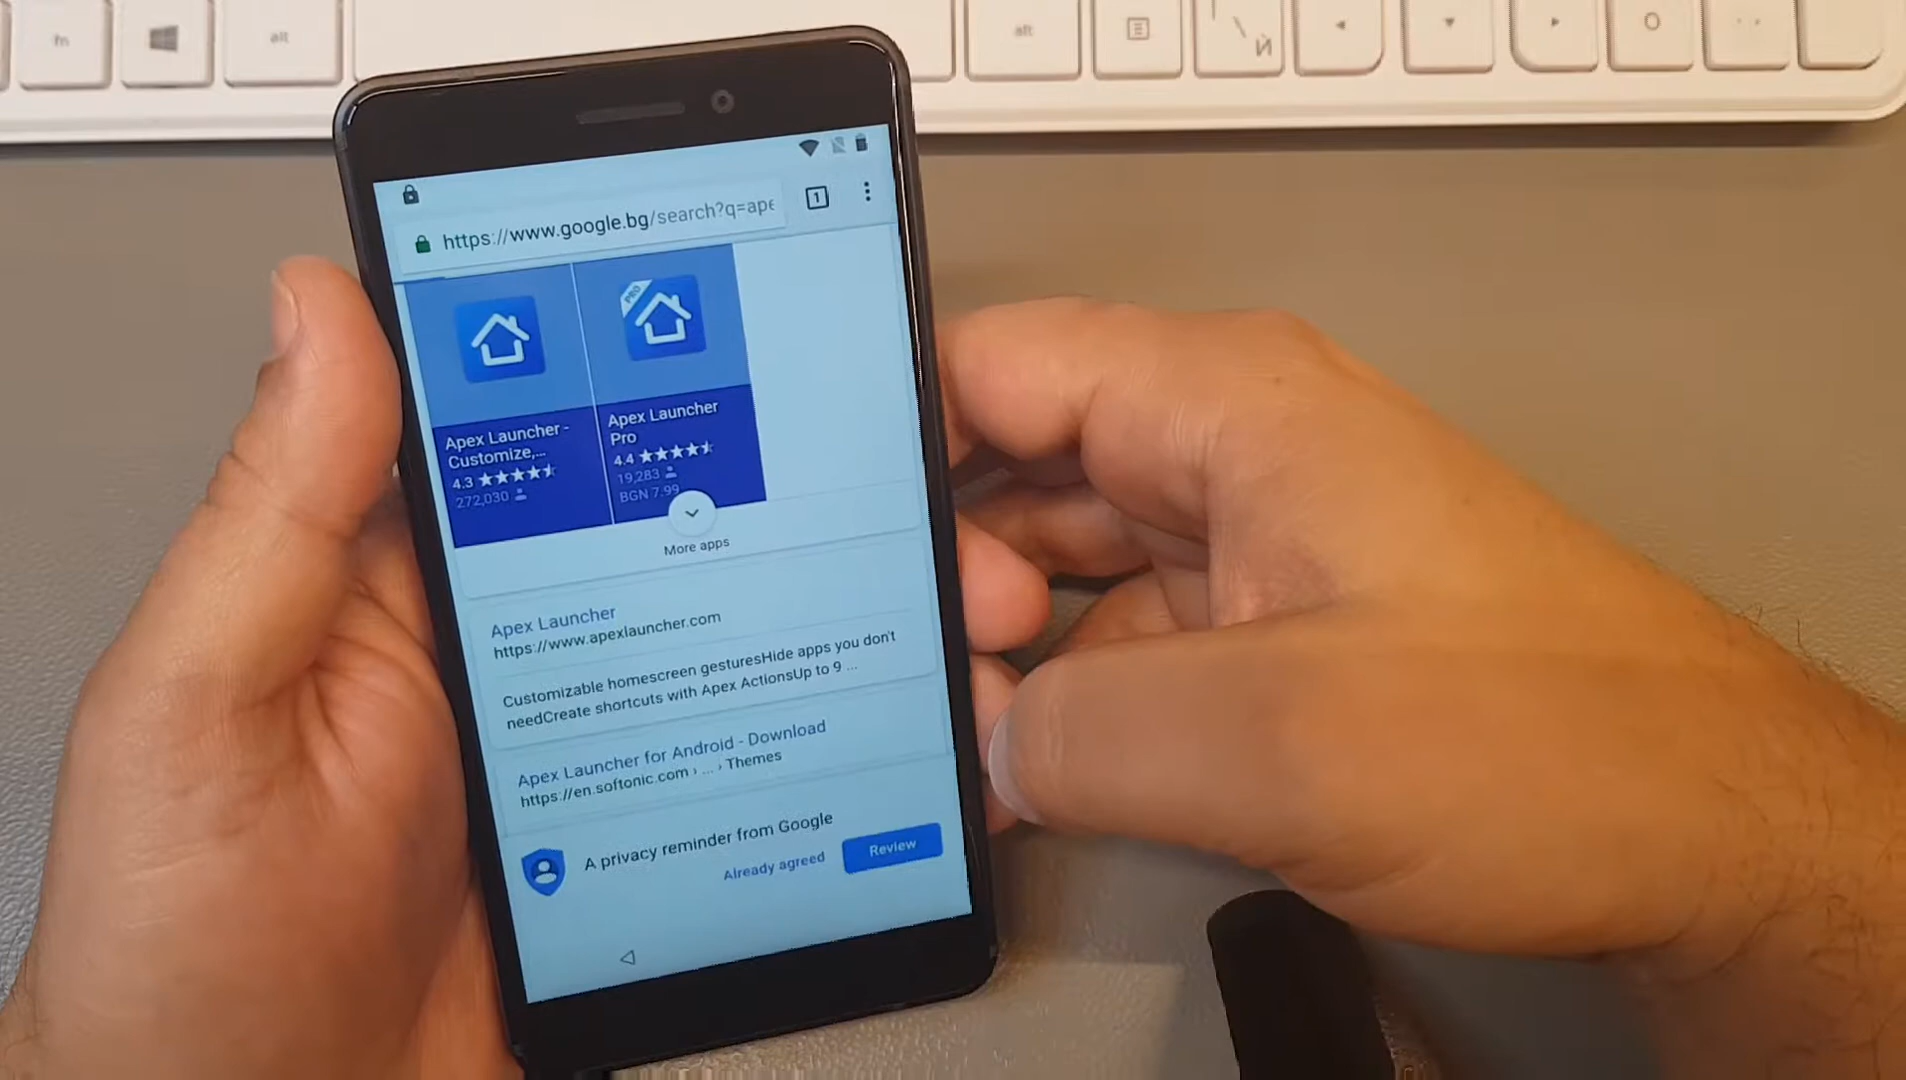 fn
alt
alt
Й
https://www.google.bg/search?q=ape
1
PRO
Apex Launcher -
Customize,...
4.3
272,030
Apex Launcher
Pro
4.4
19,283
BGN 7.99
More apps
Apex Launcher
https://www.apexlauncher.com
Customizable homescreen gesturesHide apps you don't
needCreate shortcuts with Apex ActionsUp to 9 ...
Apex Launcher for Android - Download
https://en.softonic.com › ... › Themes
A privacy reminder from Google
Already agreed
Review